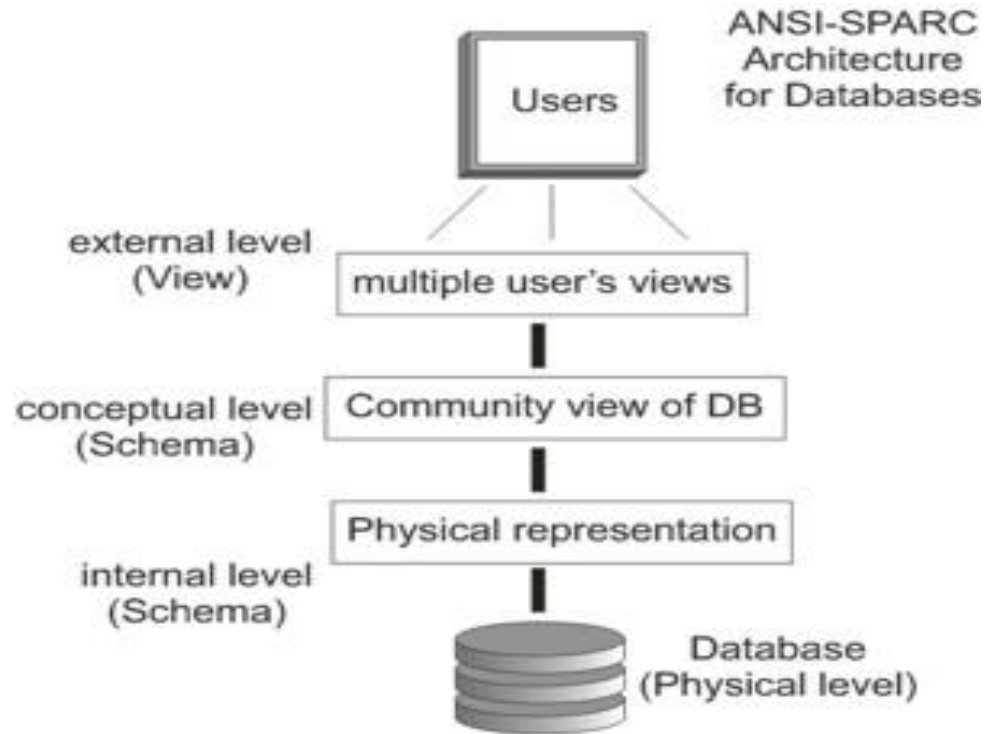 ANSI-SPARC
Architecture
for Databases
Users
external level
(View)
multiple user's views
conceptual level
(Schema)
Community view of DB
Physical representation
internal level
(Schema)
Database
(Physical level)